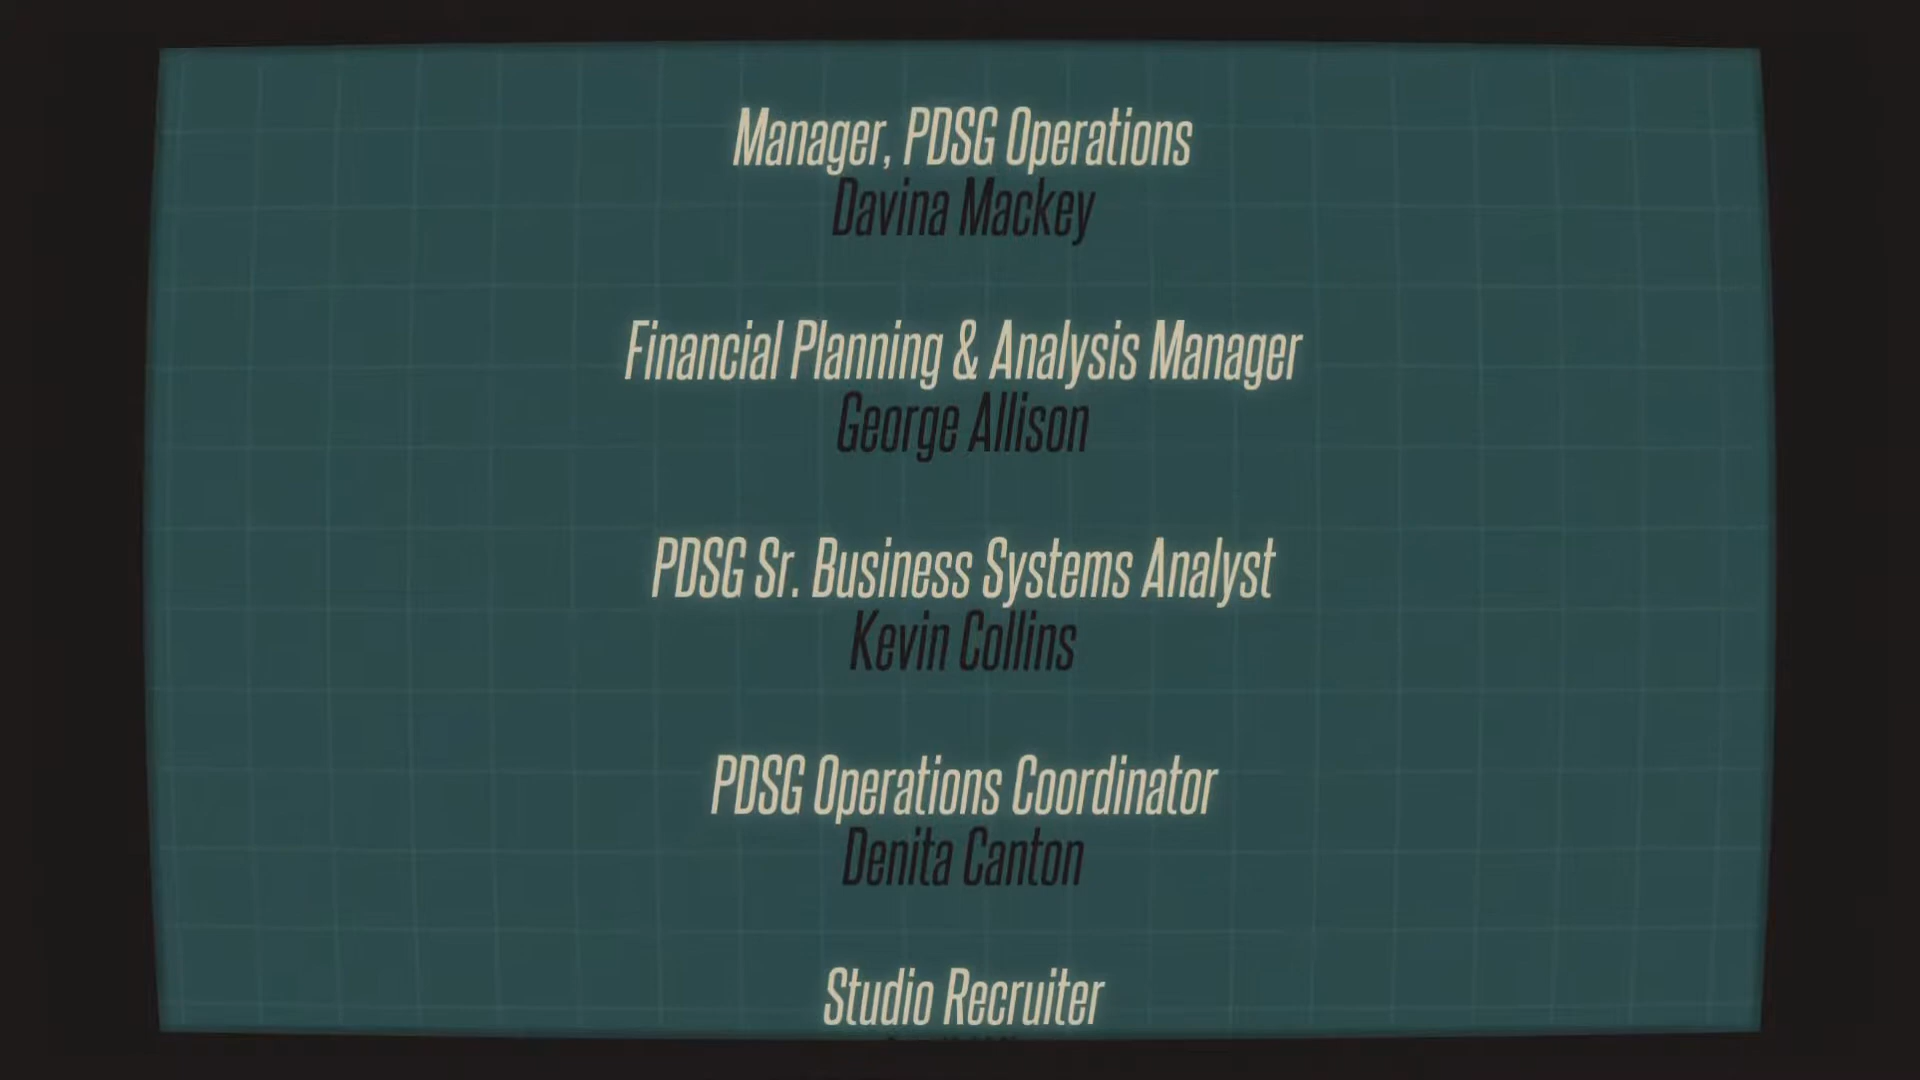 Manager, PDSG Operations
Davina Mackey
Financial Planning & Analysis Manager
George Allison
PDSG Sr. Business Systems Analyst
Kevin Collins
PDSG Operations Coordinator
Denita Canton
Studio Recruiter